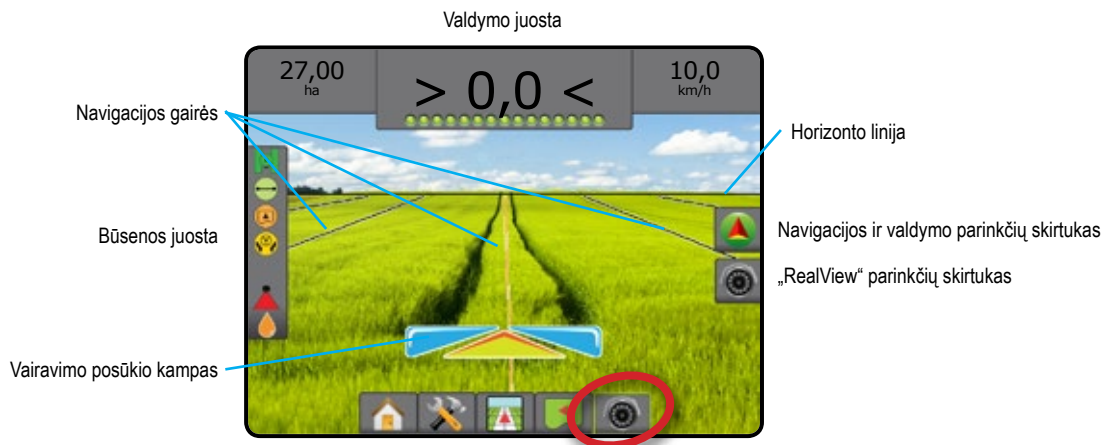 Valdymo juosta
27,00
ha
> 0,0 <
10,0
km/h
Navigacijos gairės
Horizonto linija
Būsenos juosta
Navigacijos ir valdymo parinkčių skirtukas
„RealView“ parinkčių skirtukas
Vairavimo posūkio kampas